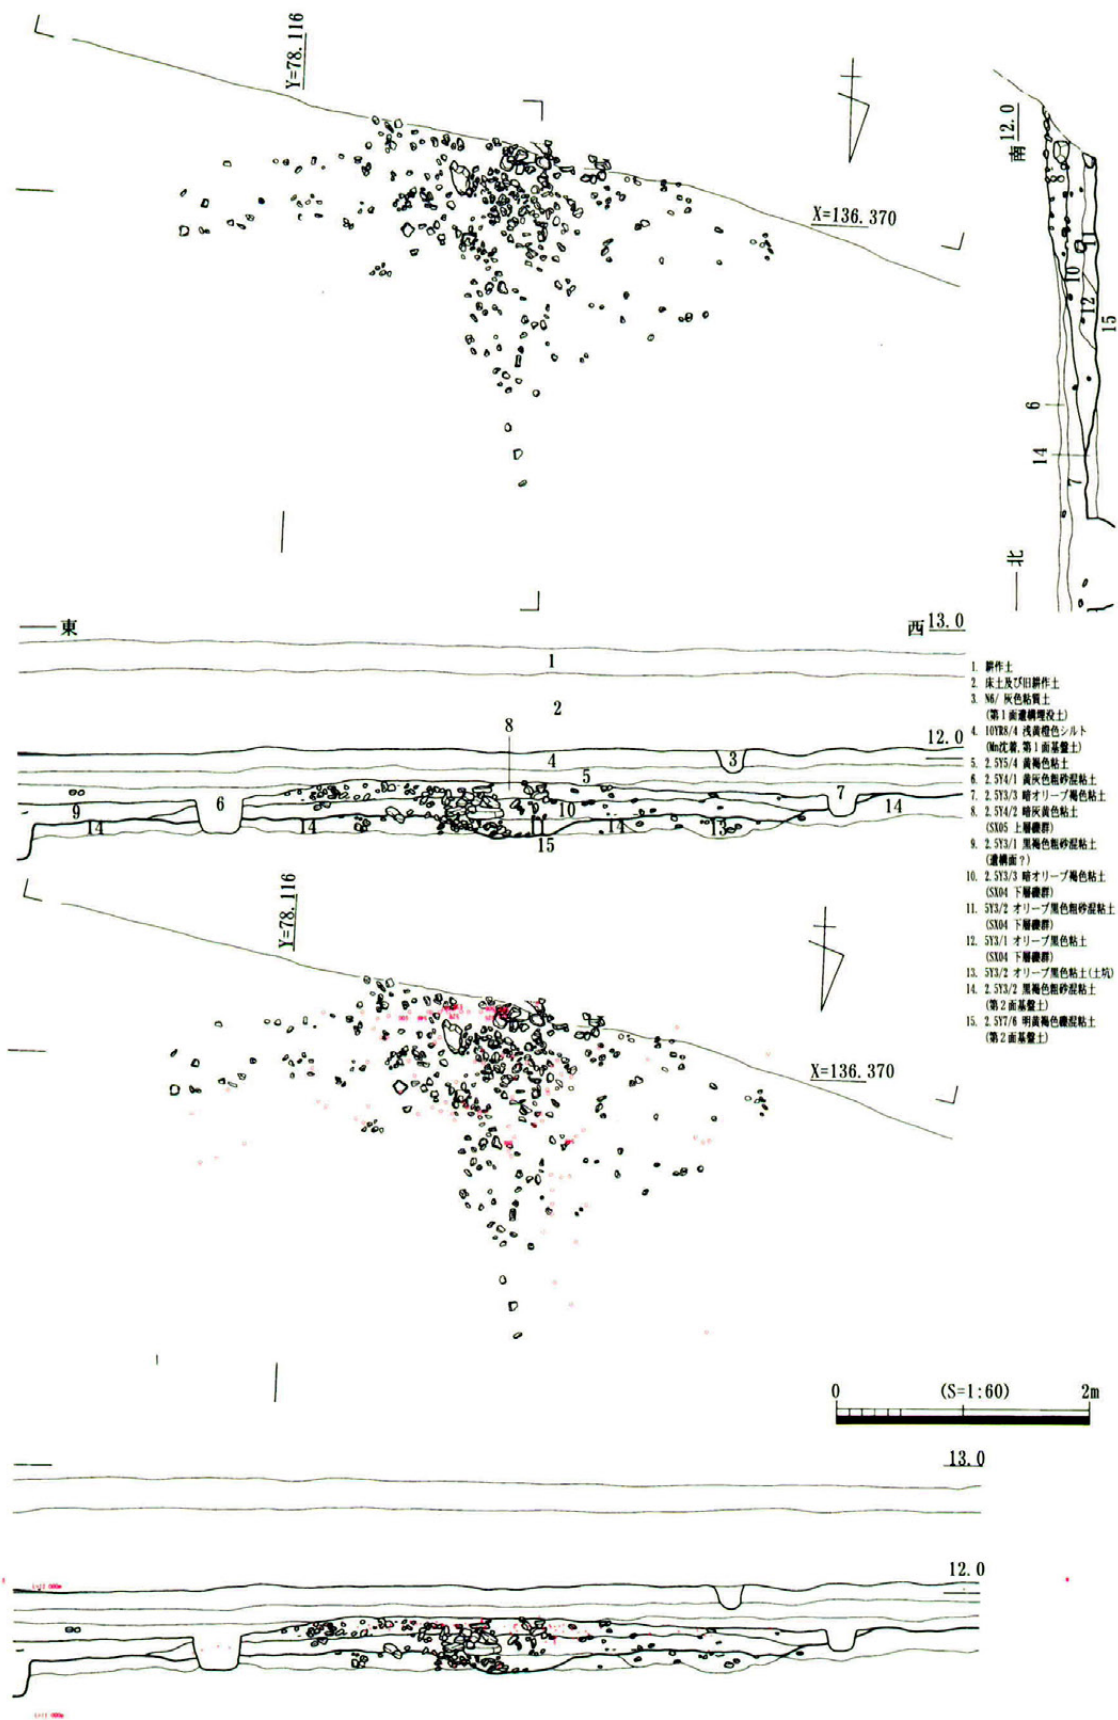 Y=78.116
X=136.370
南 12.0
8
11
10
12
15
6
14
7
北
東
西 13.0
1
2
8
12.0
4
3
5
6
7
9
10
14
14
11
14
13
14
15
1. 耕作土
2. 床土及び旧耕作土
3. N6/ 灰色粘質土
(第1面遺構埋没土)
4. 10YR8/4 浅黄橙色シルト
(Mn沈着、第1面基盤土)
5. 2.5Y5/4 黄褐色粘土
6. 2.5Y4/1 黄灰色粗砂混粘土
7. 2.5Y3/3 暗オリーブ褐色粘土
8. 2.5Y4/2 暗灰黄色粘土
(SX05 上層礫群)
9. 2.5Y3/1 黒褐色粗砂混粘土
(遺構面?)
10. 2.5Y3/3 暗オリーブ褐色粘土
(SX04 下層礫群)
11. 5Y3/2 オリーブ黒色粗砂混粘土
(SX04 下層礫群)
12. 5Y3/1 オリーブ黒色粘土
(SX04 下層礫群)
13. 5Y3/2 オリーブ黒色粘土(土坑)
14. 2.5Y3/2 黒褐色粗砂混粘土
(第2面基盤土)
15. 2.5Y7/6 明黄褐色礫混粘土
(第2面基盤土)
Y=78.116
X=136.370
0 (S=1:60) 2m
13.0
12.0